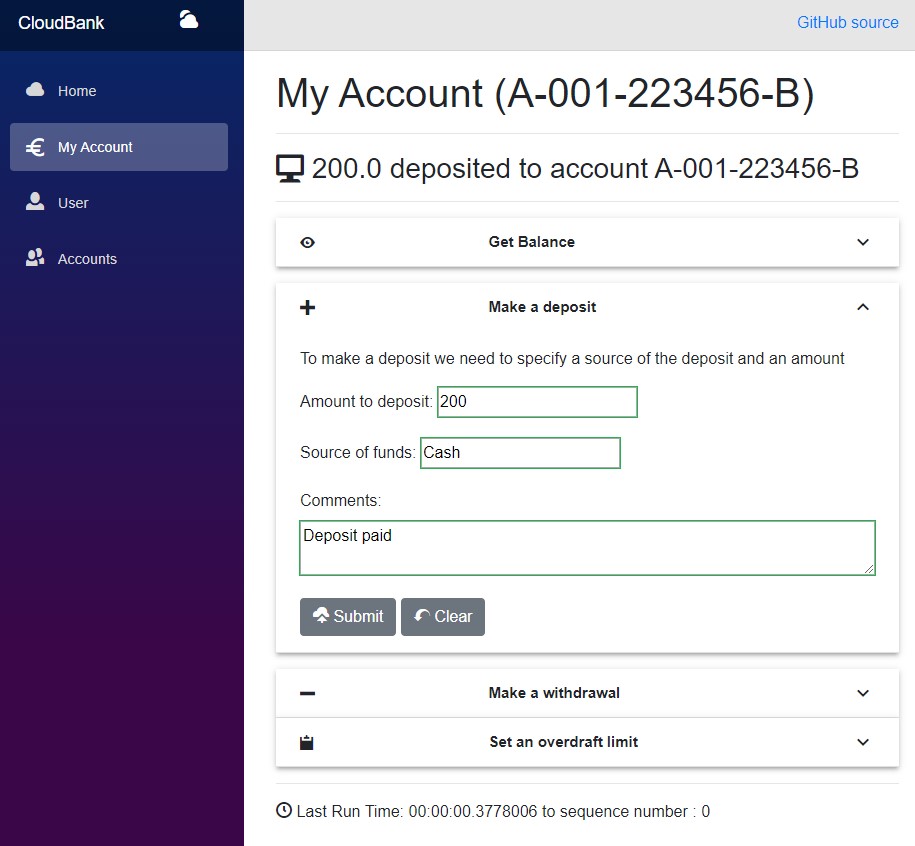 CloudBank
GitHub source
Home
My Account
User
Accounts
My Account (A-001-223456-B)
200.0 deposited to account A-001-223456-B
Get Balance
Make a deposit
To make a deposit we need to specify a source of the deposit and an amount
Amount to deposit: 200
Source of funds: Cash
Comments:
Deposit paid
Submit Clear
Make a withdrawal
Set an overdraft limit
Last Run Time: 00:00:00.3778006 to sequence number : 0